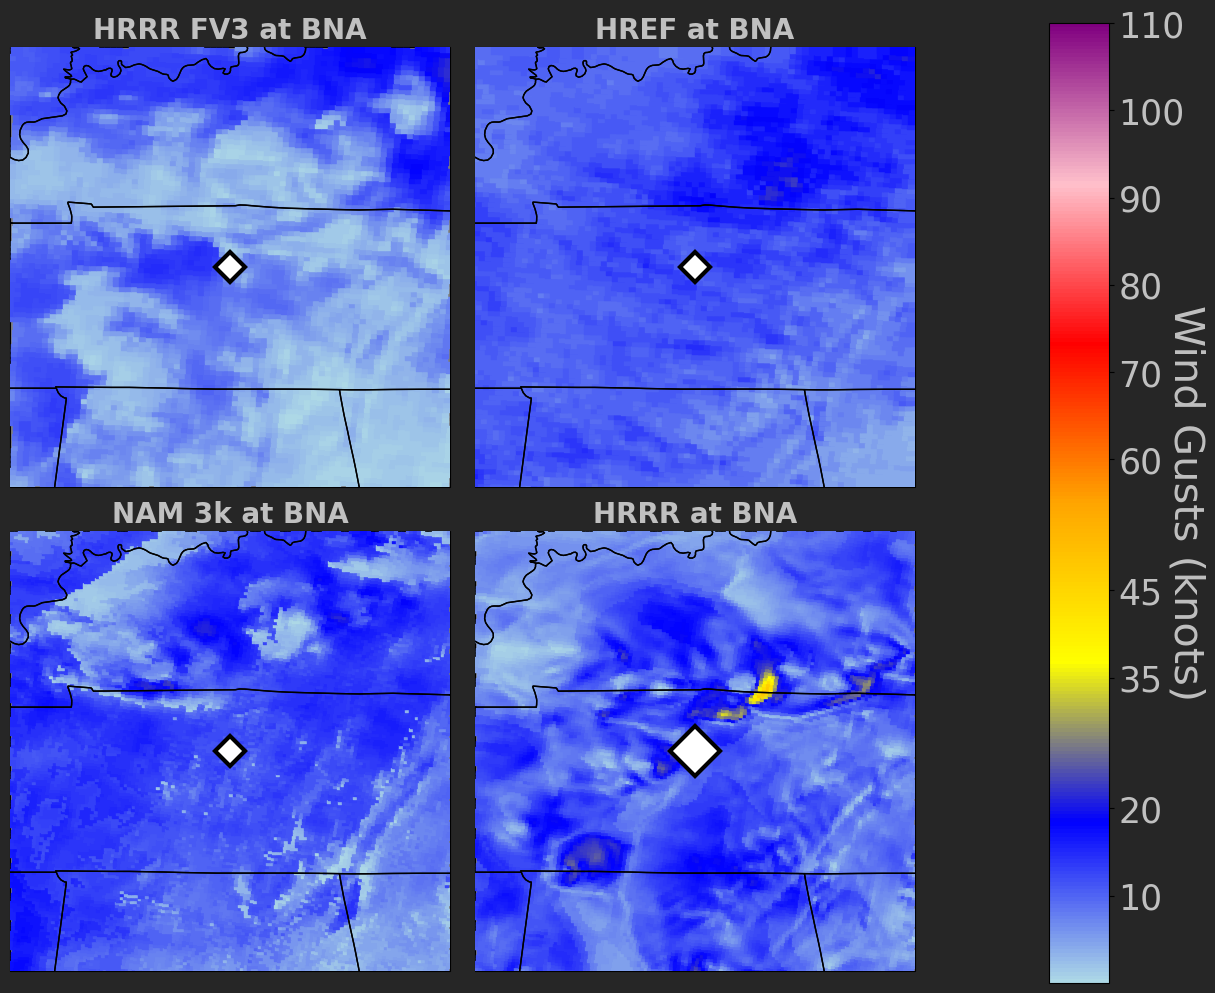 HRRR FV3 at BNA
HREF at BNA
NAM 3k at BNA
HRRR at BNA
110
100
90
80
70
60
45
35
20
10
Wind Gusts (knots)